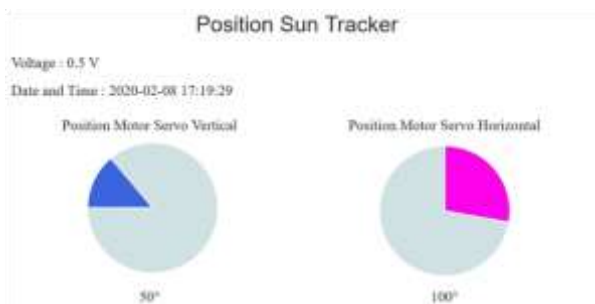 Position Sun Tracker
Voltage : 0.5 V
Date and Time : 2020-02-08 17:19:29
Position Motor Servo Vertical
Position Motor Servo Horizontal
50°
100°